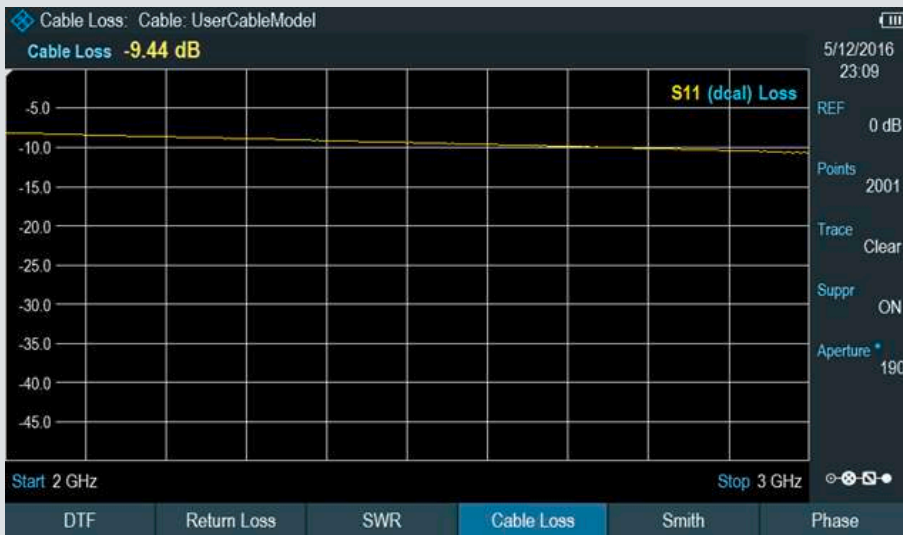 Cable Loss: Cable: UserCableModel
Cable Loss -9.44 dB
5/12/2016
23:09
S11 (dcal) Loss
-5.0
-10.0
-15.0
-20.0
-25.0
-30.0
-35.0
-40.0
-45.0
REF
0 dB
Points
2001
Trace
Clear
Suppr
ON
Aperture *
190
Start 2 GHz
Stop 3 GHz
DTF Return Loss SWR Cable Loss Smith Phase